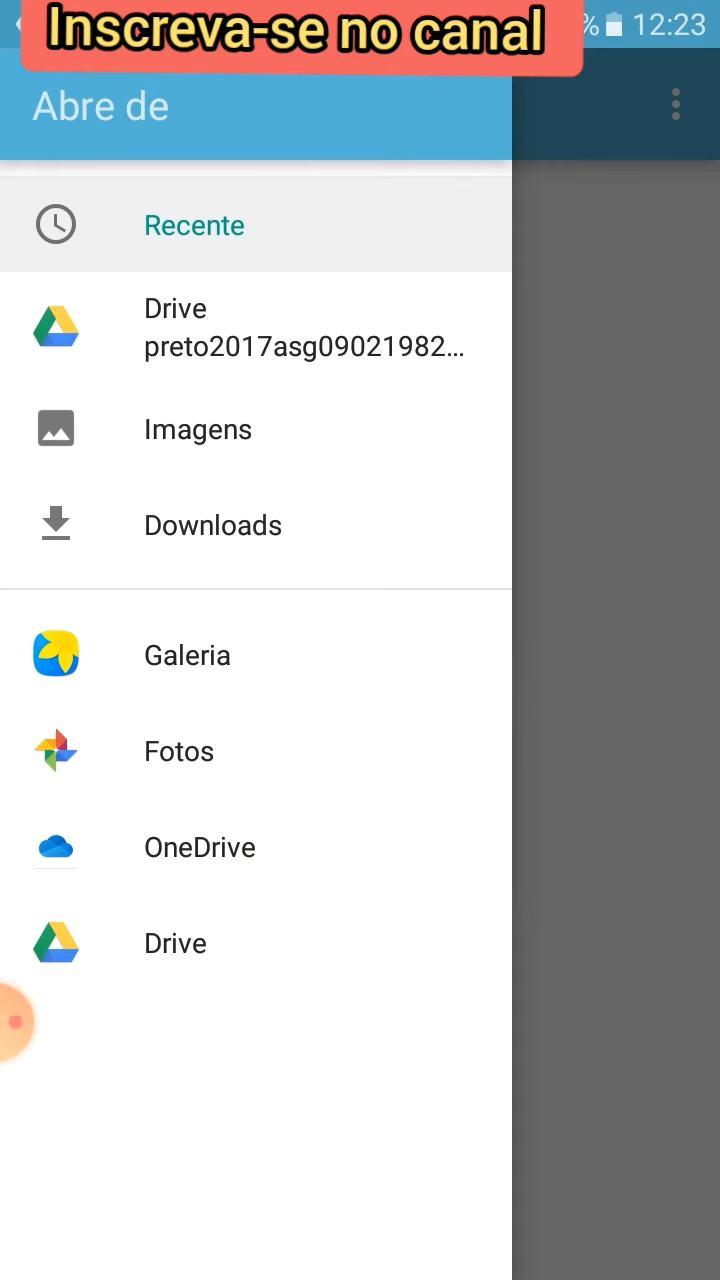 Inscreva-se no canal
% 12:23
Abre de
Recente
Drive
preto2017asg09021982...
Imagens
Downloads
Galeria
Fotos
OneDrive
Drive